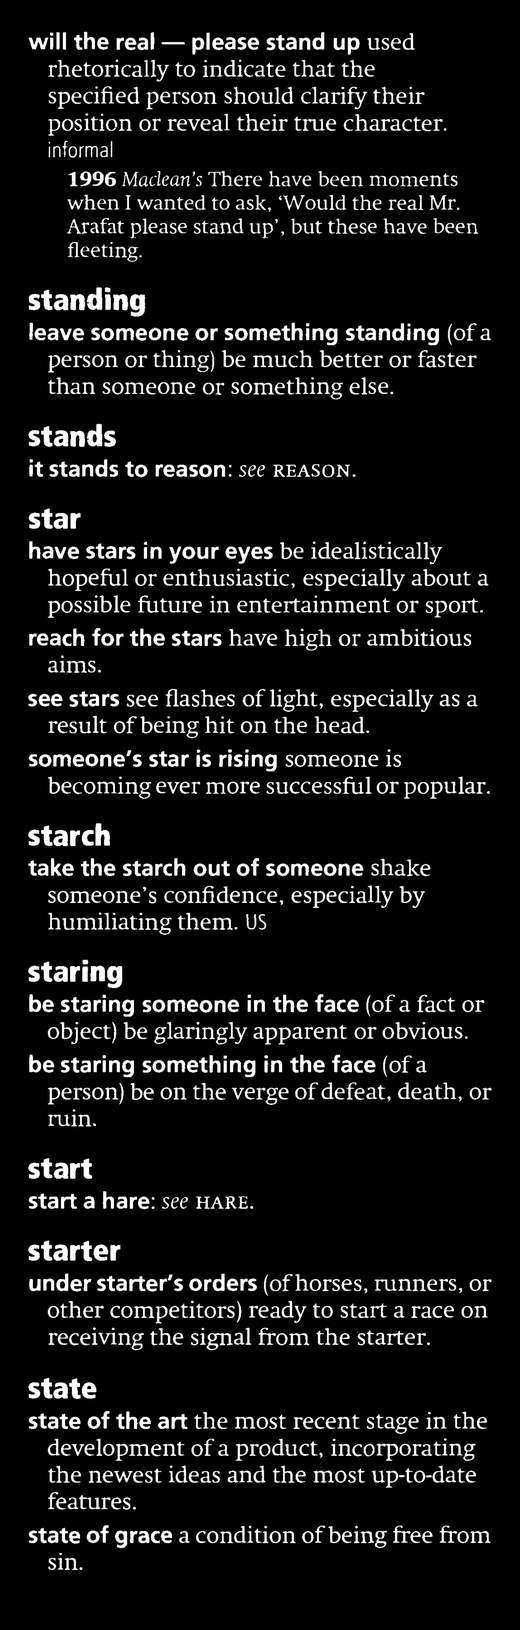 will the real — please stand up used
rhetorically to indicate that the
specified person should clarify their
position or reveal their true character.
informal
1996 Maclean's There have been moments
when I wanted to ask, ‘Would the real Mr.
Arafat please stand up’, but these have been
fleeting.
standing
leave someone or something standing (of a
person or thing) be much better or faster
than someone or something else.
stands
it stands to reason: see REASON.
star
have stars in your eyes be idealistically
hopeful or enthusiastic, especially about a
possible future in entertainment or sport.
reach for the stars have high or ambitious
aims.
see stars see flashes of light, especially as a
result of being hit on the head.
someone's star is rising someone is
becoming ever more successful or popular.
starch
take the starch out of someone shake
someone's confidence, especially by
humiliating them. US
staring
be staring someone in the face (of a fact or
object) be glaringly apparent or obvious.
be staring something in the face (of a
person) be on the verge of defeat, death, or
ruin.
start
start a hare: see HARE.
starter
under starter's orders (of horses, runners, or
other competitors) ready to start a race on
receiving the signal from the starter.
state
state of the art the most recent stage in the
development of a product, incorporating
the newest ideas and the most up-to-date
features.
state of grace a condition of being free from
sin.